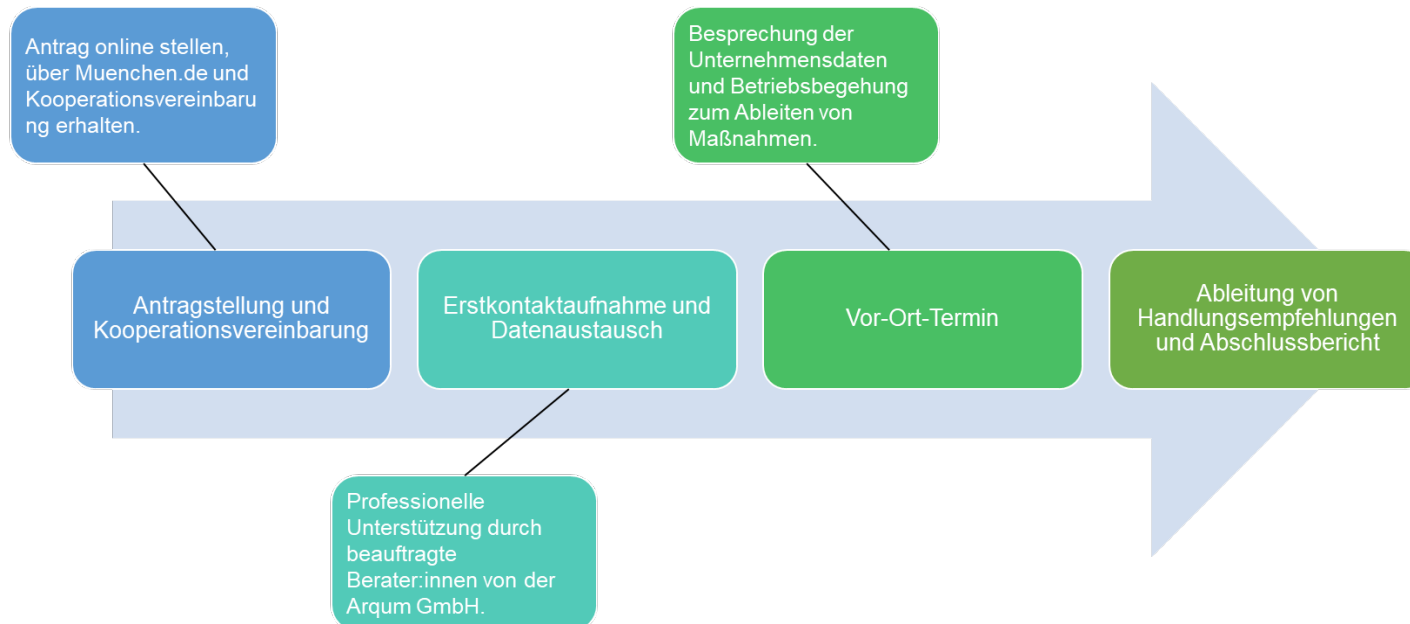 Antrag online stellen,
über Muenchen.de und
Kooperationsvereinbaru
ng erhalten.
Besprechung der
Unternehmensdaten
und Betriebsbegehung
zum Ableiten von
Maßnahmen.
Antragstellung und
Kooperationsvereinbarung
Erstkontaktaufnahme und
Datenaustausch
Vor-Ort-Termin
Ableitung von
Handlungsempfehlungen
und Abschlussbericht
Professionelle
Unterstützung durch
beauftragte
Berater:innen von der
Arqum GmbH.